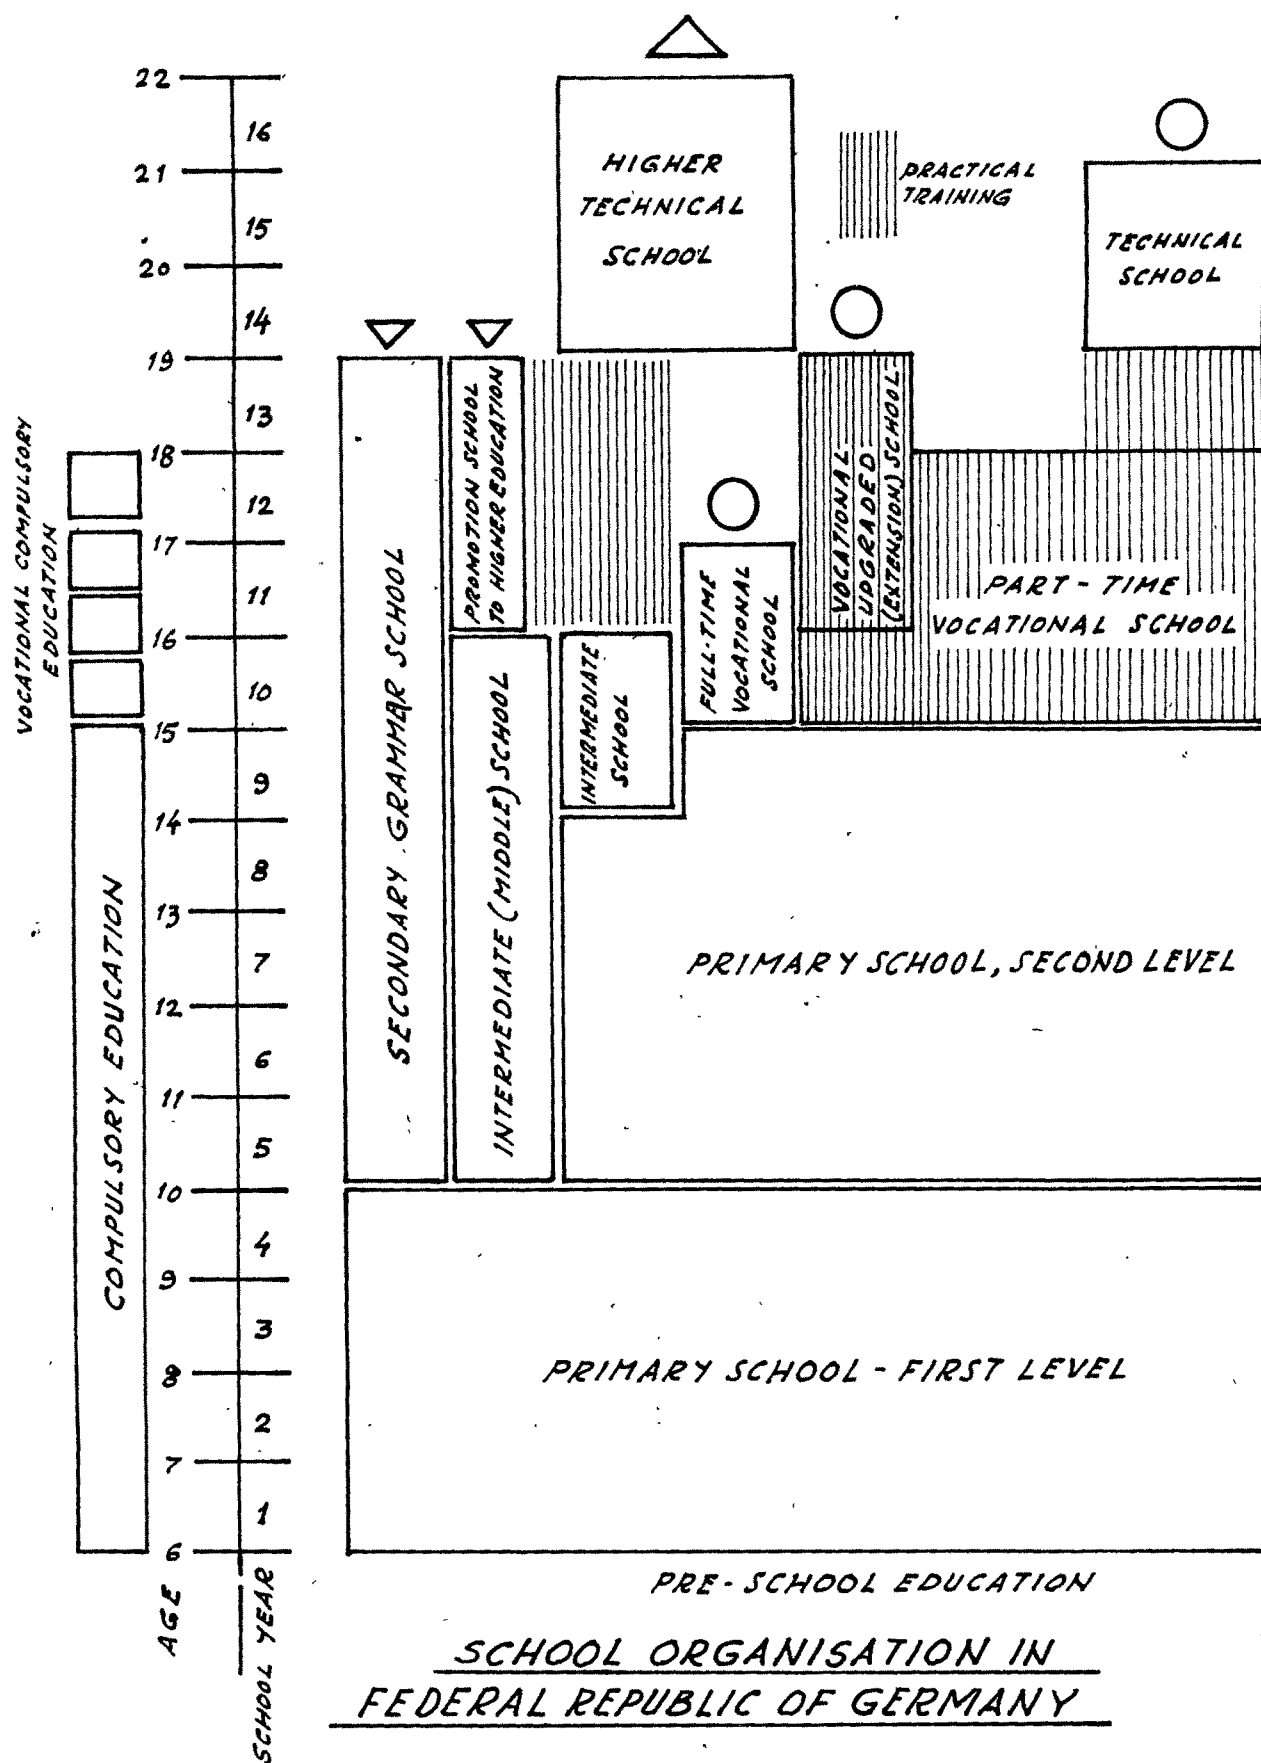 22
16
21
15
20
14
19
13
18
12
17
11
16
10
15
9
14
8
13
7
12
6
11
5
10
4
9
3
8
2
7
1
6
AGE
SCHOOL YEAR
VOCATIONAL COMPULSORY
EDUCATION
COMPULSORY EDUCATION
HIGHER
TECHNICAL
SCHOOL
PRACTICAL
TRAINING
TECHNICAL
SCHOOL
SECONDARY GRAMMAR SCHOOL
PROMOTION SCHOOL
TO HIGHER EDUCATION
INTERMEDIATE (MIDDLE) SCHOOL
INTERMEDIATE
SCHOOL
FULL-TIME
VOCATIONAL
SCHOOL
VOCATIONAL
UPGRADED
(EXTENSION) SCHOOL
PART-TIME
VOCATIONAL SCHOOL
PRIMARY SCHOOL, SECOND LEVEL
PRIMARY SCHOOL - FIRST LEVEL
PRE-SCHOOL EDUCATION
SCHOOL ORGANISATION IN
FEDERAL REPUBLIC OF GERMANY